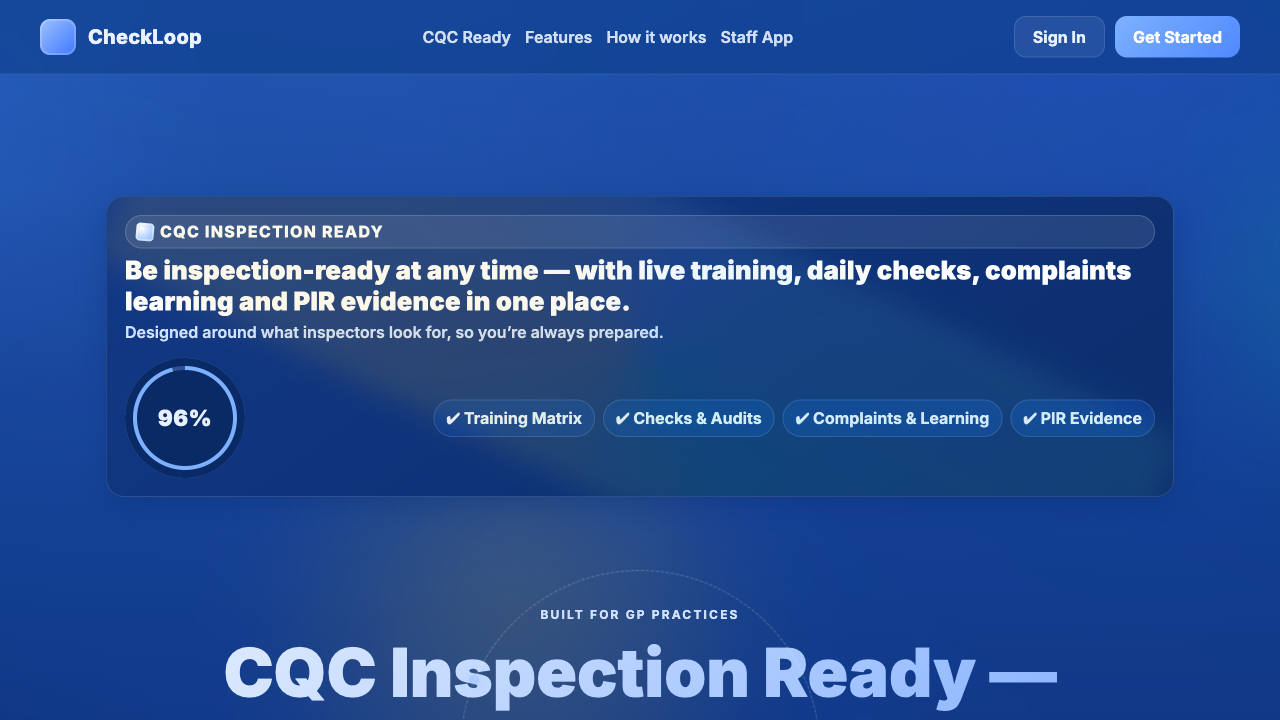 CheckLoop
CQC Ready
Features
How it works
Staff App
Sign In
Get Started
CQC INSPECTION READY
Be inspection-ready at any time — with live training, daily checks, complaints
learning and PIR evidence in one place.
Designed around what inspectors look for, so you’re always prepared.
96%
✔ Training Matrix
✔ Checks & Audits
✔ Complaints & Learning
✔ PIR Evidence
BUILT FOR GP PRACTICES
CQC Inspection Ready —